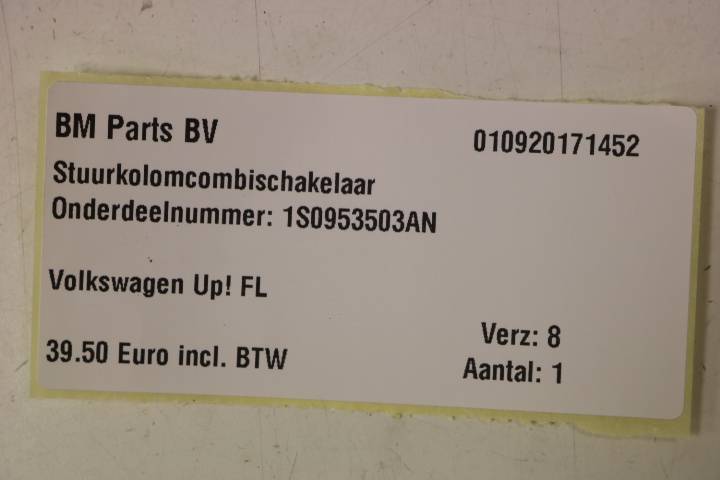 BM Parts BV 010920171452
Stuurkolomcombischakelaar
Onderdeelnummer: 1S0953503AN
Volkswagen Up! FL
Verz: 8
39.50 Euro incl. BTW
Aantal: 1